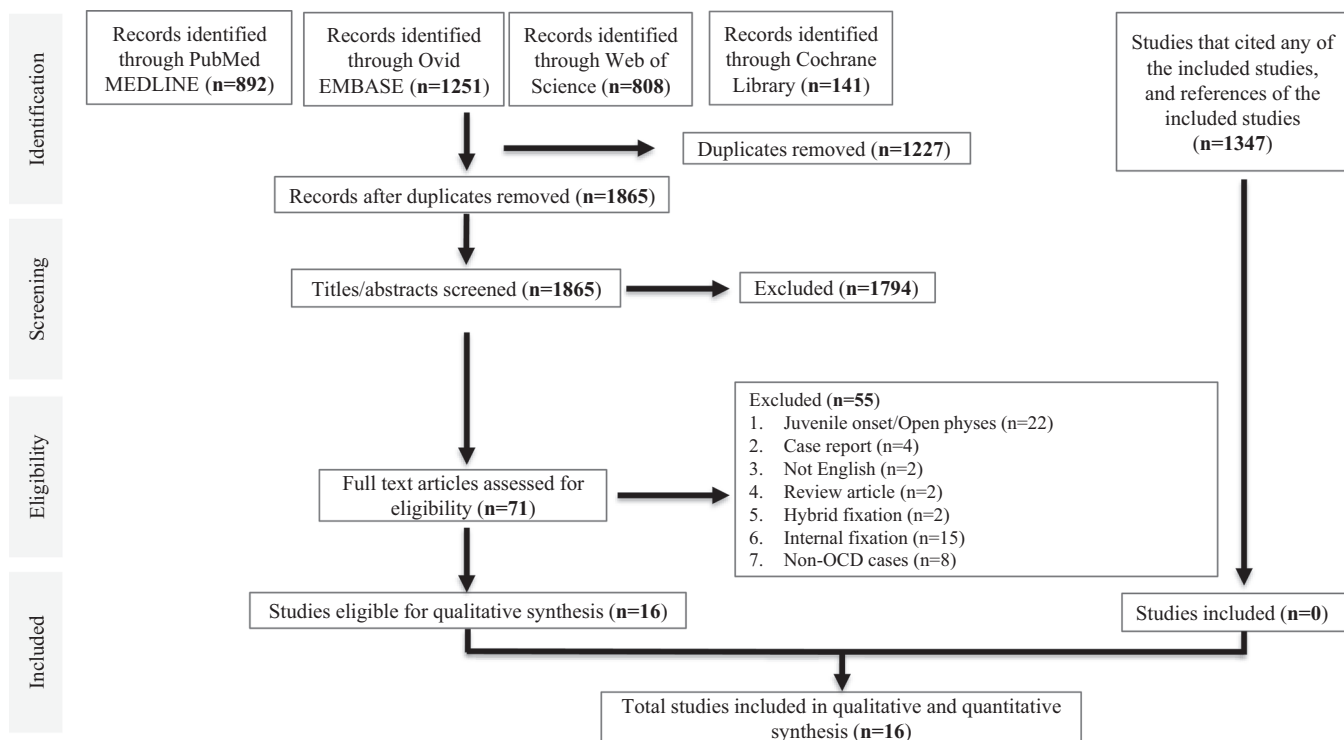 Identification
Records identified
through PubMed
MEDLINE (n=892)
Records identified
through Ovid
EMBASE (n=1251)
Records identified
through Web of
Science (n=808)
Records identified
through Cochrane
Library (n=141)
Studies that cited any of
the included studies,
and references of the
included studies
(n=1347)
Duplicates removed (n=1227)
Records after duplicates removed (n=1865)
Screening
Titles/abstracts screened (n=1865)
Excluded (n=1794)
Eligibility
Full text articles assessed for
eligibility (n=71)
Excluded (n=55)
1. Juvenile onset/Open physes (n=22)
2. Case report (n=4)
3. Not English (n=2)
4. Review article (n=2)
5. Hybrid fixation (n=2)
6. Internal fixation (n=15)
7. Non-OCD cases (n=8)
Included
Studies eligible for qualitative synthesis (n=16)
Studies included (n=0)
Total studies included in qualitative and quantitative
synthesis (n=16)